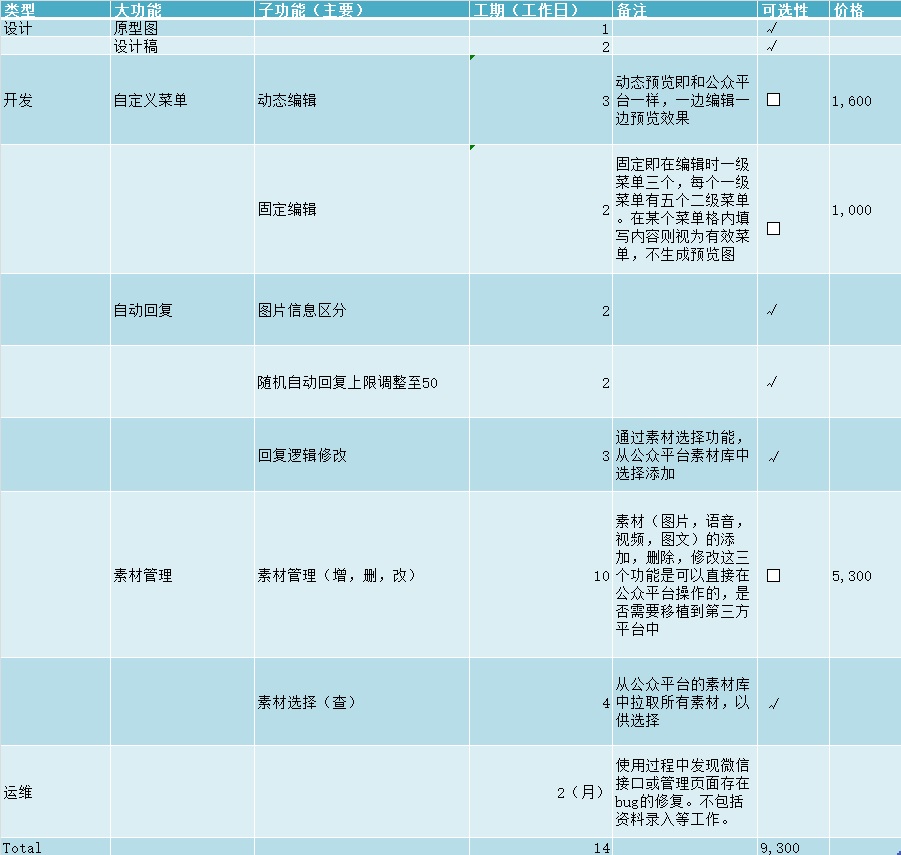 类型 大功能 子功能（主要） 工期（工作日） 备注 可选性 价格
设计 原型图 1 √
设计稿 2 √
开发 自定义菜单 动态编辑 3 动态预览即和公众平
台一样，一边编辑一
边预览效果
□ 1,600
固定编辑 2 固定即在编辑时一级
菜单三个，每个一级
菜单有五个二级菜单
。在某个菜单格内填
写内容则视为有效菜
单，不生成预览图
□ 1,000
自动回复 图片信息区分 2 √
随机自动回复上限调整至50 2 √
回复逻辑修改 3 通过素材选择功能，
从公众平台素材库中
选择添加
√
素材管理 素材管理（增，删，改） 10 素材（图片，语音，
视频，图文）的添
加，删除，修改这三
个功能是可以直接在
公众平台操作的，是
否需要移植到第三方
平台中
□ 5,300
素材选择（查） 4 从公众平台的素材库
中拉取所有素材，以
供选择
√
运维 2（月） 使用过程中发现微信
接口或管理页面存在
bug的修复。不包括
资料录入等工作。
Total 14 9,300